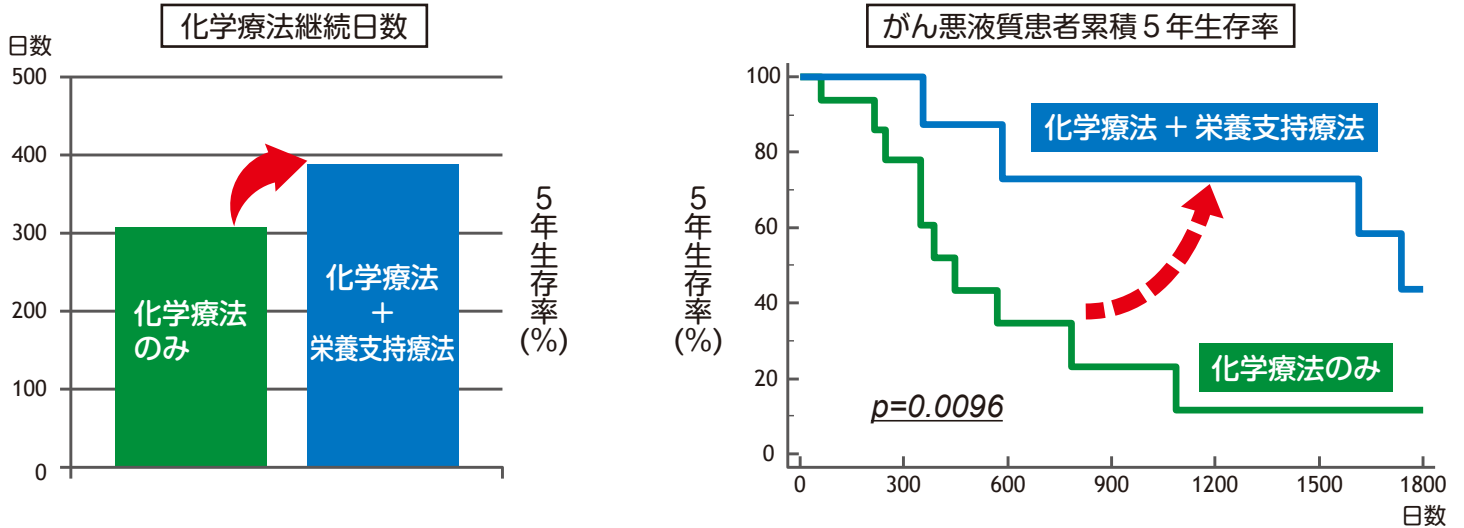 化学療法継続日数
日数
500
400
300
200
100
0
化学療法
のみ
化学療法
+
栄養支持療法
5年生存率(%)
がん悪液質患者累積5年生存率
5年生存率(%)
100
80
60
40
20
0
化学療法 + 栄養支持療法
化学療法のみ
p=0.0096
0 300 600 900 1200 1500 1800
日数